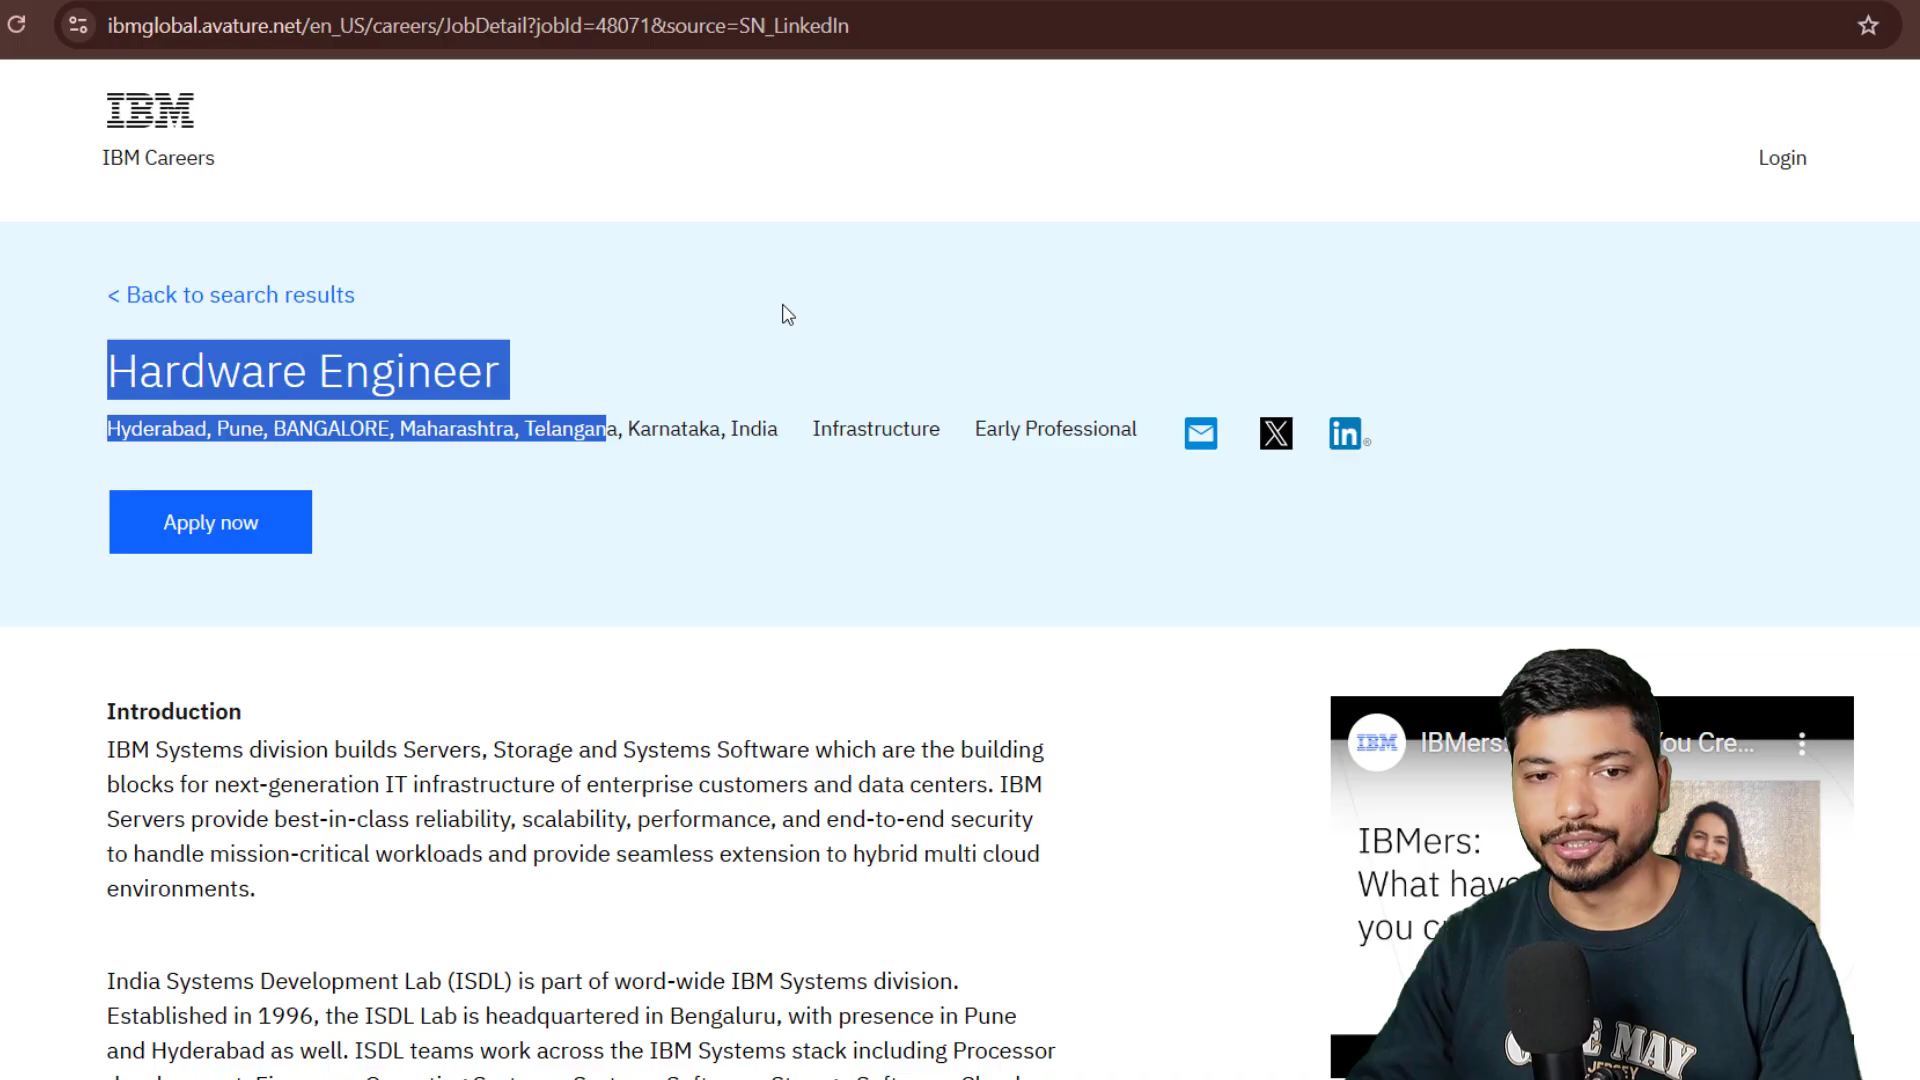 ibmglobal.avature.net/en_US/careers/JobDetail?jobId=48071&source=SN_LinkedIn
IBM
IBM Careers
Login
< Back to search results
Hardware Engineer
Hyderabad, Pune, BANGALORE, Maharashtra, Telangana, Karnataka, India Infrastructure Early Professional
Apply now
Introduction
IBM Systems division builds Servers, Storage and Systems Software which are the building
blocks for next-generation IT infrastructure of enterprise customers and data centers. IBM
Servers provide best-in-class reliability, scalability, performance, and end-to-end security
to handle mission-critical workloads and provide seamless extension to hybrid multi cloud
environments.
India Systems Development Lab (ISDL) is part of word-wide IBM Systems division.
Established in 1996, the ISDL Lab is headquartered in Bengaluru, with presence in Pune
and Hyderabad as well. ISDL teams work across the IBM Systems stack including Processor
IBM IBMers: ou Cre...
IBMers:
What have
you c
MAY
JERSEY